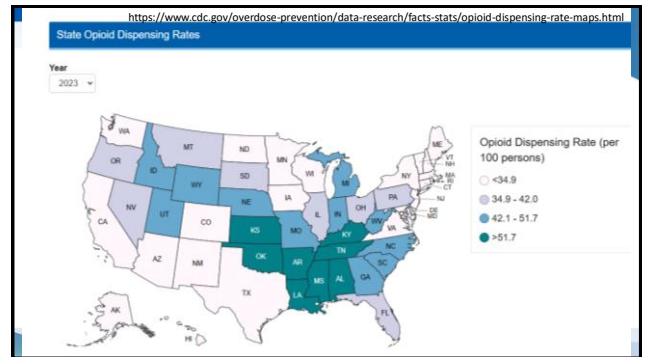 https://www.cdc.gov/overdose-prevention/data-research/facts-stats/opioid-dispensing-rate-maps.html
State Opioid Dispensing Rates
Year
2023
WA
MT
ND
MN
ME
VT
NH
OR
ID
SD
WI
NY
MA
RI
CT
WY
MI
NV
NE
IA
PA
NJ
UT
IL
IN
OH
DE
MD
CA
CO
KS
MO
WV
VA
KY
AZ
NM
OK
AR
TN
NC
SC
TX
LA
MS
AL
GA
AK
HI
FL
Opioid Dispensing Rate (per
100 persons)
<34.9
34.9 - 42.0
42.1 - 51.7
>51.7